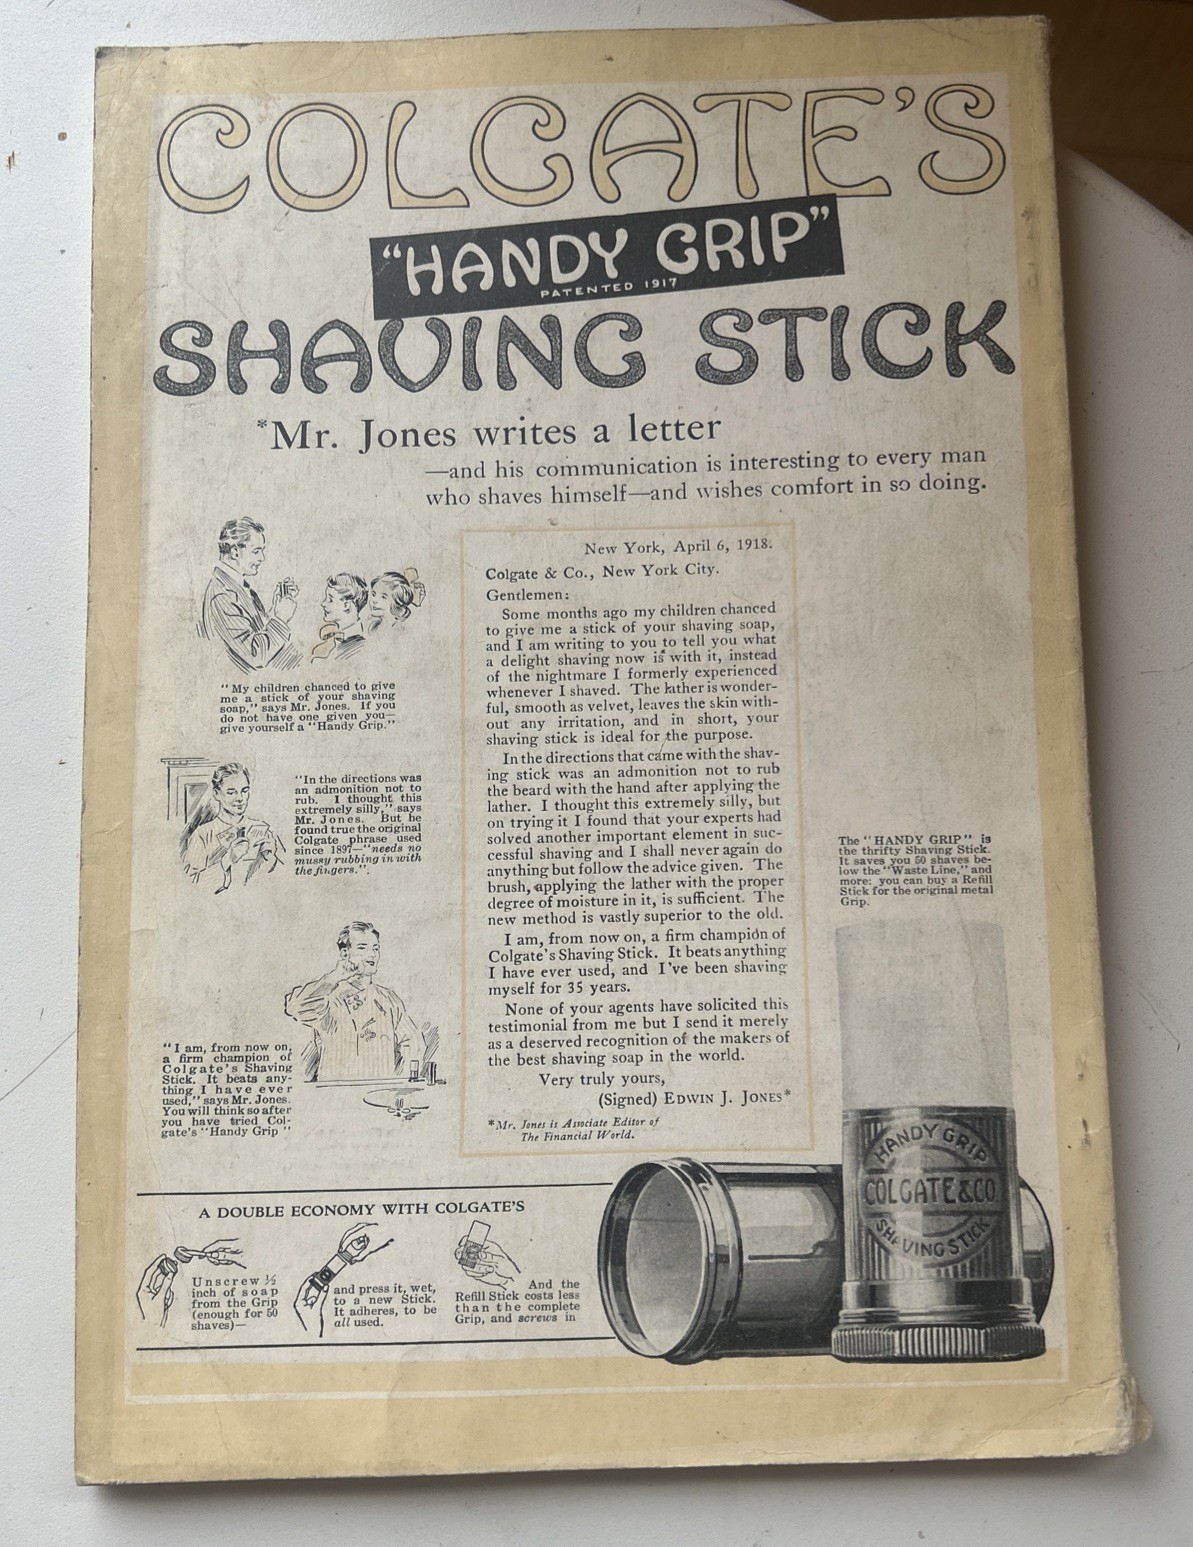 COLGATE'S
"HANDY GRIP"
PATENTED 1917
SHAVING STICK
*Mr. Jones writes a letter
—and his communication is interesting to every man
who shaves himself—and wishes comfort in so doing.
"My children chanced to give
me a stick of your shaving
soap," says Mr. Jones. If you
do not have one given you—
give yourself a "Handy Grip."
"In the directions was
an admonition not to
rub. I thought this
extremely silly," says
Mr. Jones. But he
found true the original
Colgate phrase used
since 1897—"needs no
mussy rubbing in with
the fingers.".
"I am, from now on,
a firm champion of
Colgate's Shaving
Stick. It beats any-
thing I have ever
used," says Mr. Jones.
You will think so after
you have tried Col-
gate's "Handy Grip"
New York, April 6, 1918.
Colgate & Co., New York City.
Gentlemen:
Some months ago my children chanced
to give me a stick of your shaving soap,
and I am writing to you to tell you what
a delight shaving now is with it, instead
of the nightmare I formerly experienced
whenever I shaved. The lather is wonder-
ful, smooth as velvet, leaves the skin with-
out any irritation, and in short, your
shaving stick is ideal for the purpose.
In the directions that came with the shav-
ing stick was an admonition not to rub
the beard with the hand after applying the
lather. I thought this extremely silly, but
on trying it I found that your experts had
solved another important element in suc-
cessful shaving and I shall never again do
anything but follow the advice given. The
brush, applying the lather with the proper
degree of moisture in it, is sufficient. The
new method is vastly superior to the old.
I am, from now on, a firm champion of
Colgate's Shaving Stick. It beats anything
I have ever used, and I've been shaving
myself for 35 years.
None of your agents have solicited this
testimonial from me but I send it merely
as a deserved recognition of the makers of
the best shaving soap in the world.
Very truly yours,
(Signed) EDWIN J. JONES*
*Mr. Jones is Associate Editor of
The Financial World.
The "HANDY GRIP" is
the thrifty Shaving Stick.
It saves you 50 shaves be-
low the "Waste Line," and
more: you can buy a Refill
Stick for the original metal
Grip.
HANDY GRIP
COLGATE & CO.
SHAVING STICK
A DOUBLE ECONOMY WITH COLGATE'S
Unscrew ½
inch of soap
from the Grip
(enough for 50
shaves)—
and press it, wet,
to a new Stick.
It adheres, to be
all used.
And the
Refill Stick costs less
than the complete
Grip, and screws in